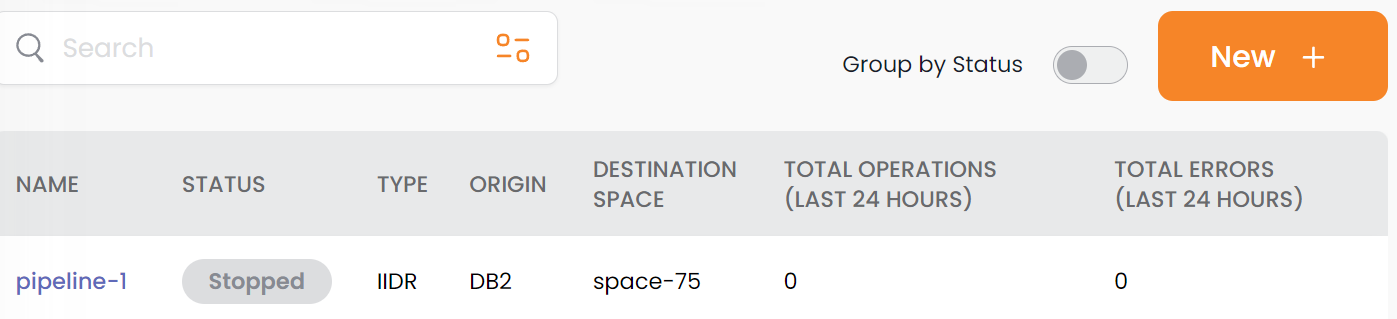 Search
Group by Status
New +
NAME STATUS TYPE ORIGIN DESTINATION SPACE TOTAL OPERATIONS (LAST 24 HOURS) TOTAL ERRORS (LAST 24 HOURS)
pipeline-1 Stopped IIDR DB2 space-75 0 0